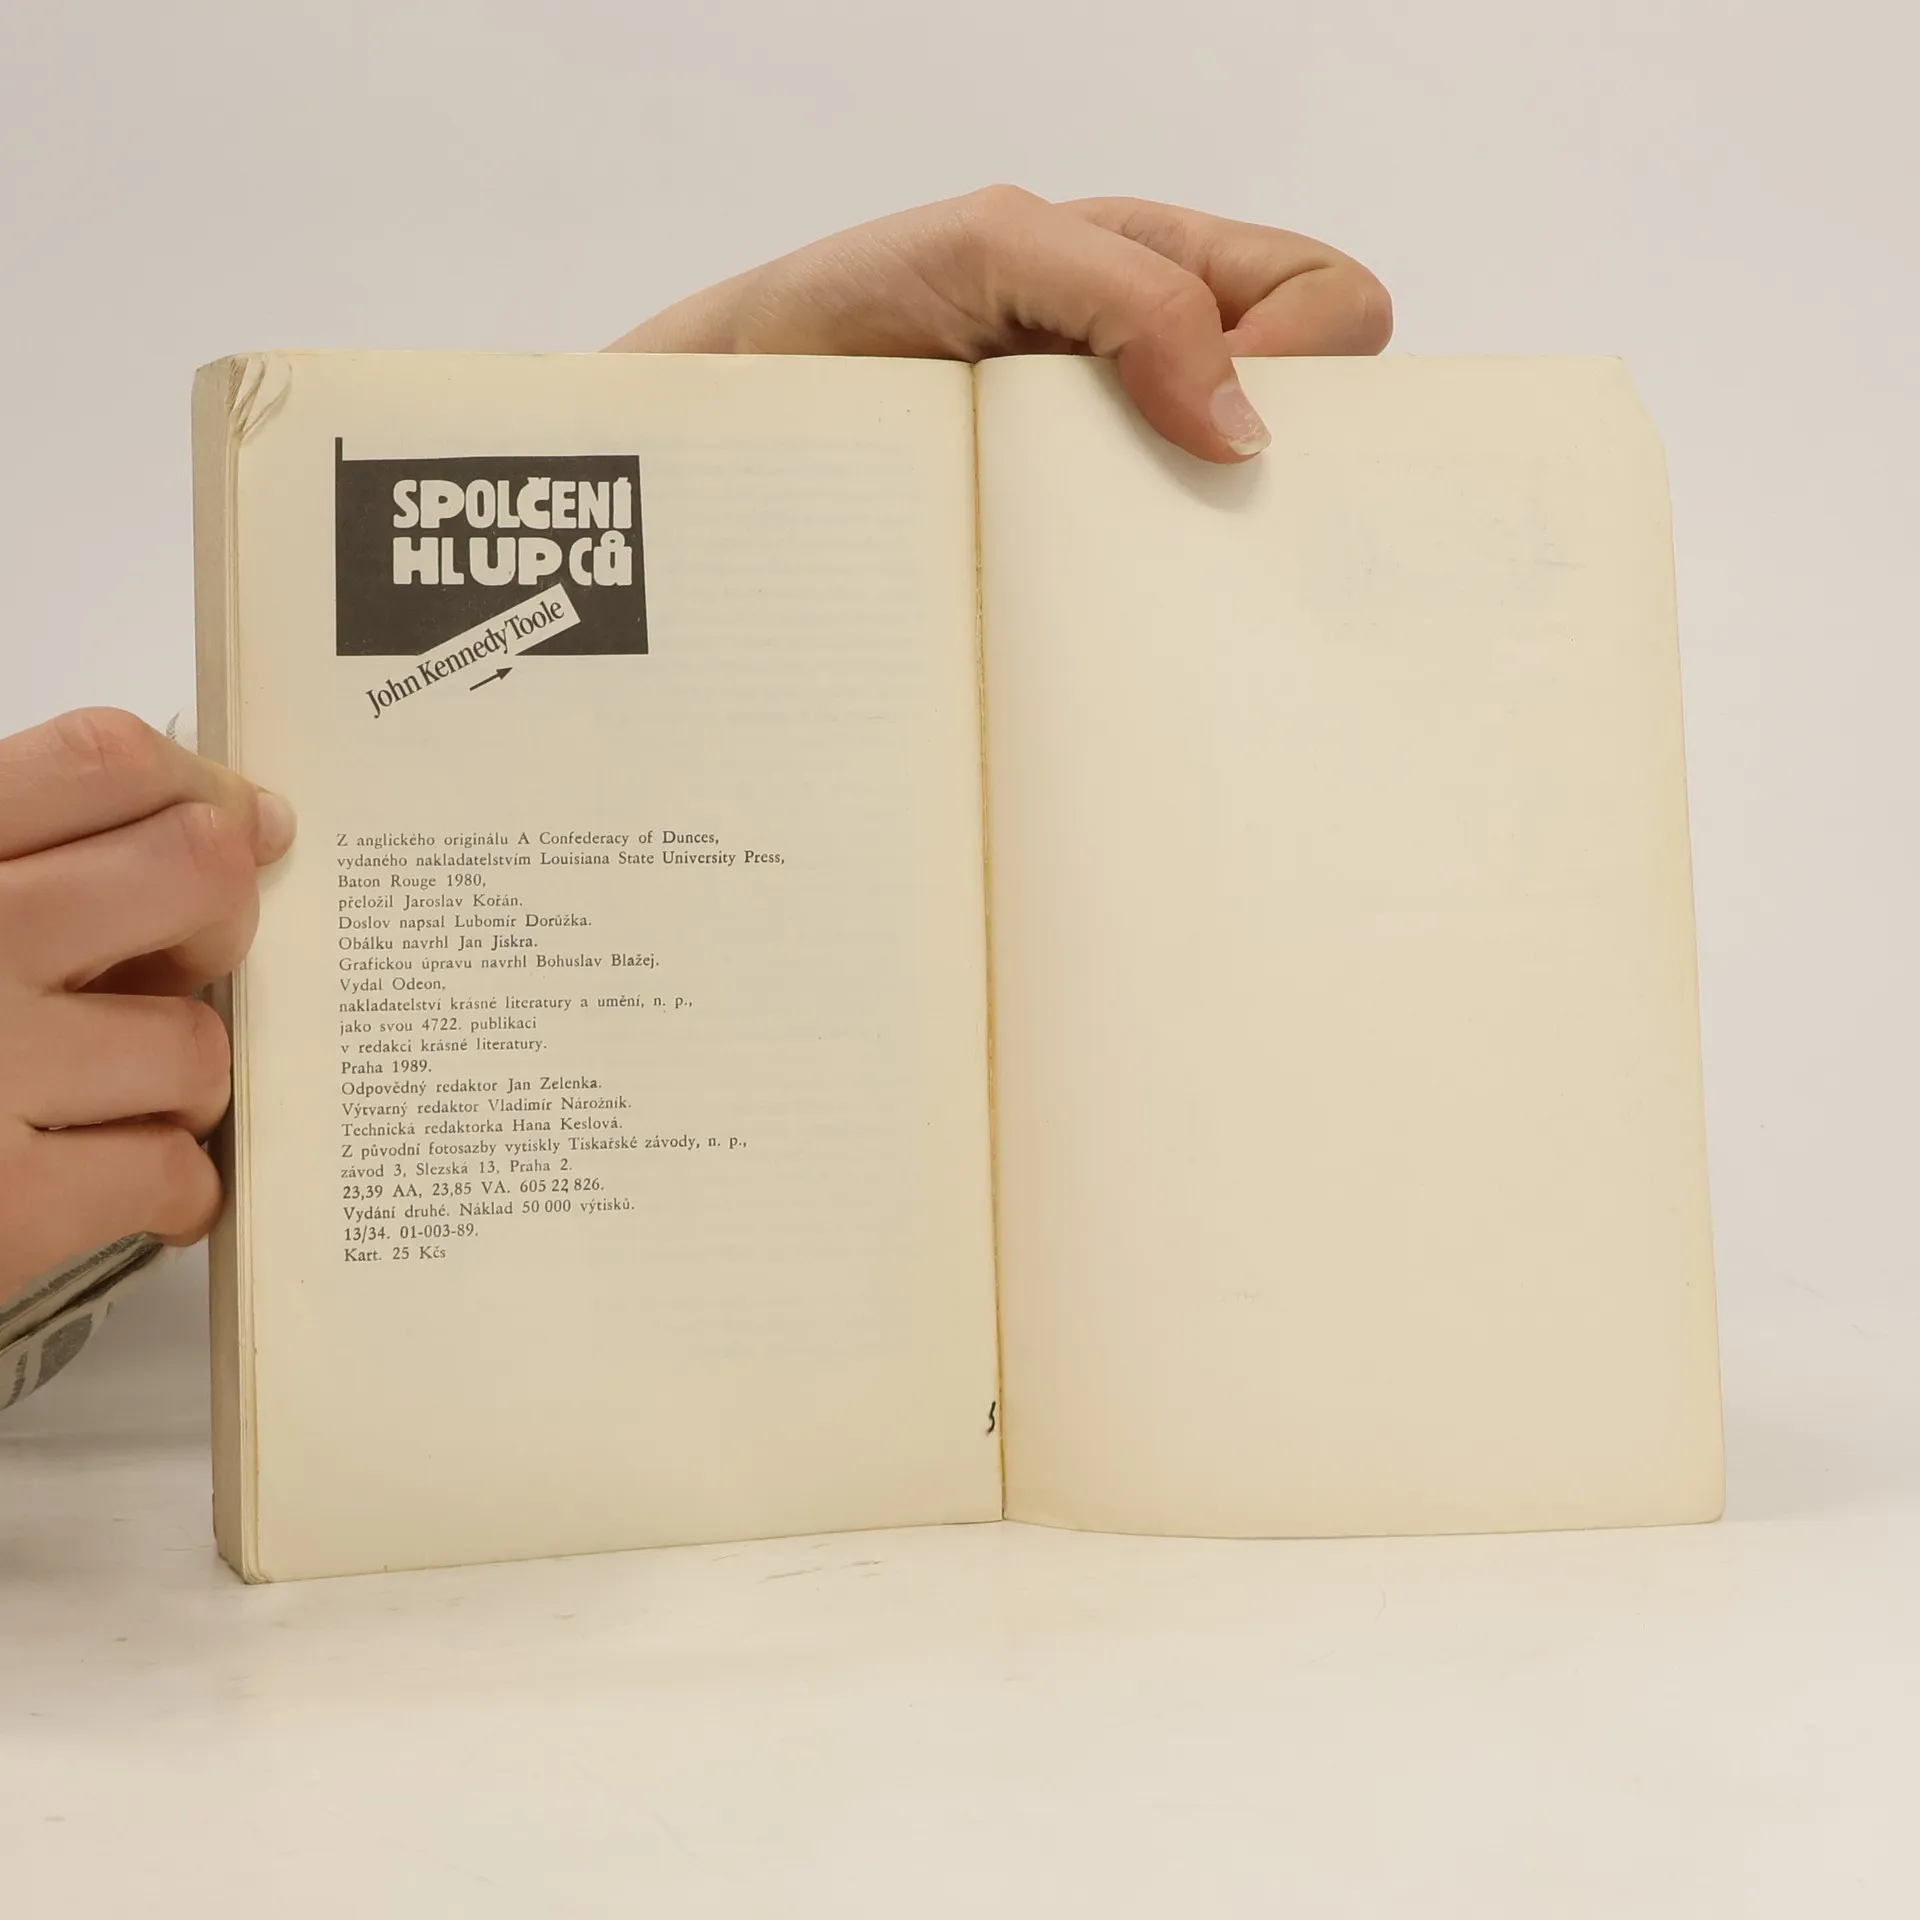 SPOLČENÍ
HLUPCŮ
John Kennedy Toole
Z anglického originálu A Confederacy of Dunces,
vydaného nakladatelstvím Louisiana State University Press,
Baton Rouge 1980,
přeložil Jaroslav Kořán.
Doslov napsal Lubomír Dorůžka.
Obálku navrhl Jan Jiskra.
Grafickou úpravu navrhl Bohuslav Blažej.
Vydal Odeon,
nakladatelství krásné literatury a umění, n. p.,
jako svou 4722. publikaci
v redakci krásné literatury.
Praha 1989.
Odpovědný redaktor Jan Zelenka.
Výtvarný redaktor Vladimír Nárožník.
Technická redaktorka Hana Keslová.
Z původní fotosazby vytiskly Tiskařské závody, n. p.,
závod 3, Slezská 13, Praha 2.
23,39 AA, 23,85 VA. 605 22 826.
Vydání druhé. Náklad 50 000 výtisků.
13/34. 01-003-89.
Kart. 25 Kčs